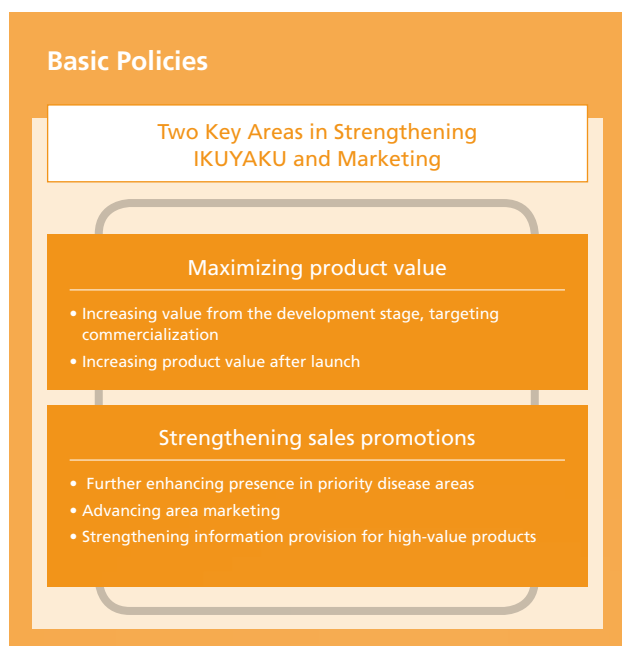 Basic Policies
Two Key Areas in Strengthening
IKUYAKU and Marketing
Maximizing product value
• Increasing value from the development stage, targeting
commercialization
• Increasing product value after launch
Strengthening sales promotions
• Further enhancing presence in priority disease areas
• Advancing area marketing
• Strengthening information provision for high-value products